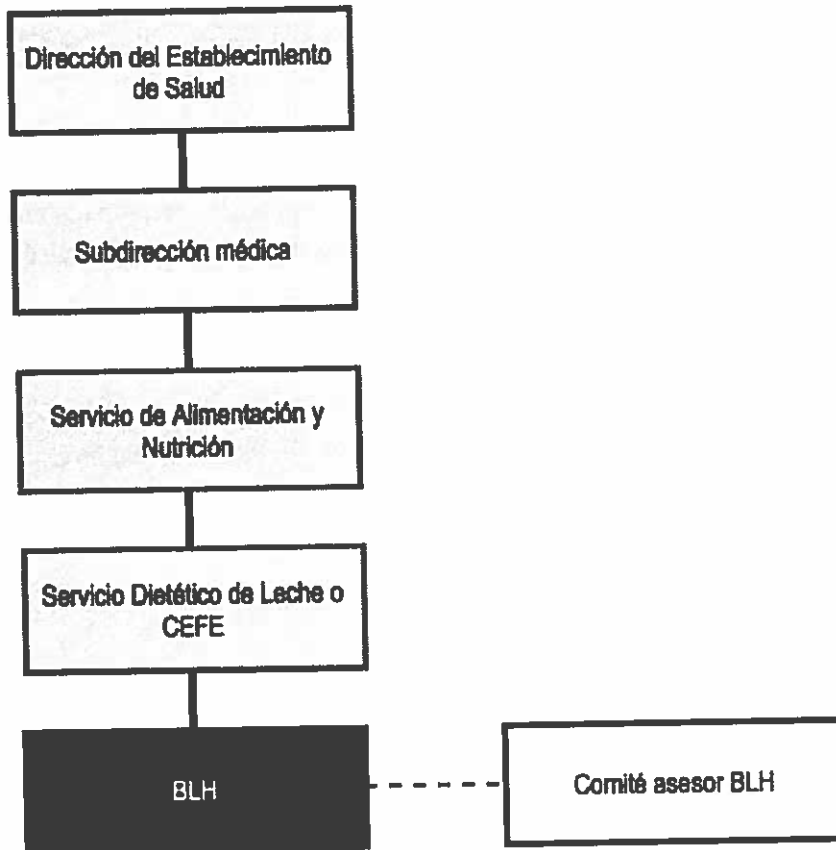 Dirección del Establecimiento
de Salud
Subdirección médica
Servicio de Alimentación y
Nutrición
Servicio Dietético de Leche o
CEFE
BLH
Comité asesor BLH